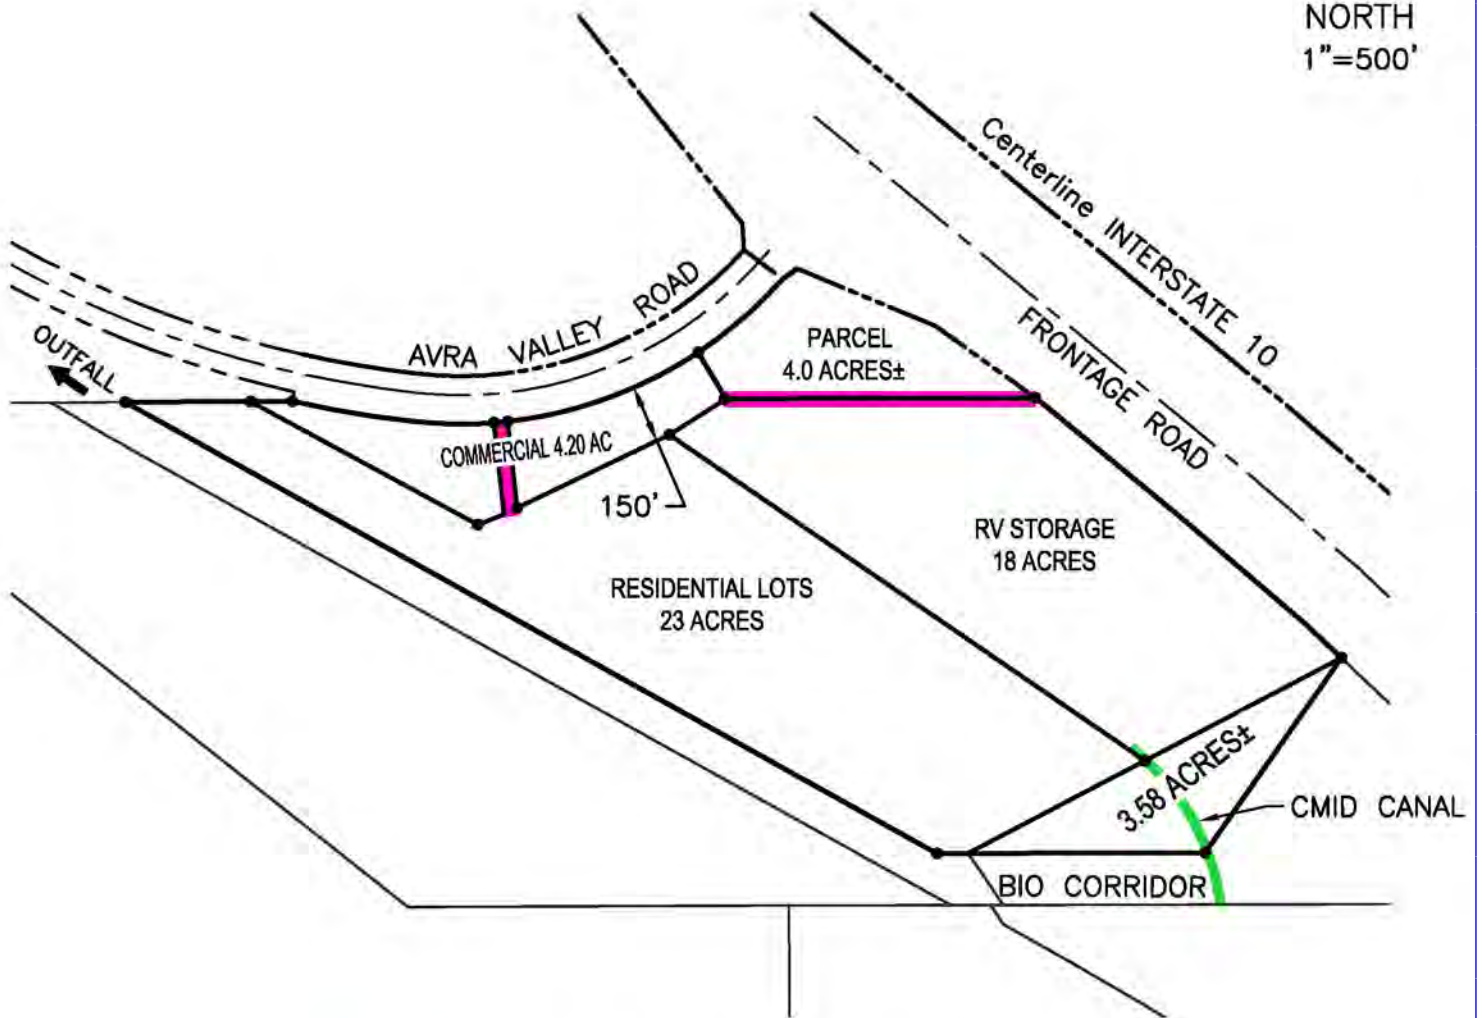 NORTH
1"=500'
Centerline INTERSTATE 10
FRONTAGE ROAD
AVRA VALLEY ROAD
OUTFALL
PARCEL
4.0 ACRES±
COMMERCIAL 4.20 AC
150'
RV STORAGE
18 ACRES
RESIDENTIAL LOTS
23 ACRES
3.58 ACRES±
CMID CANAL
BIO CORRIDOR